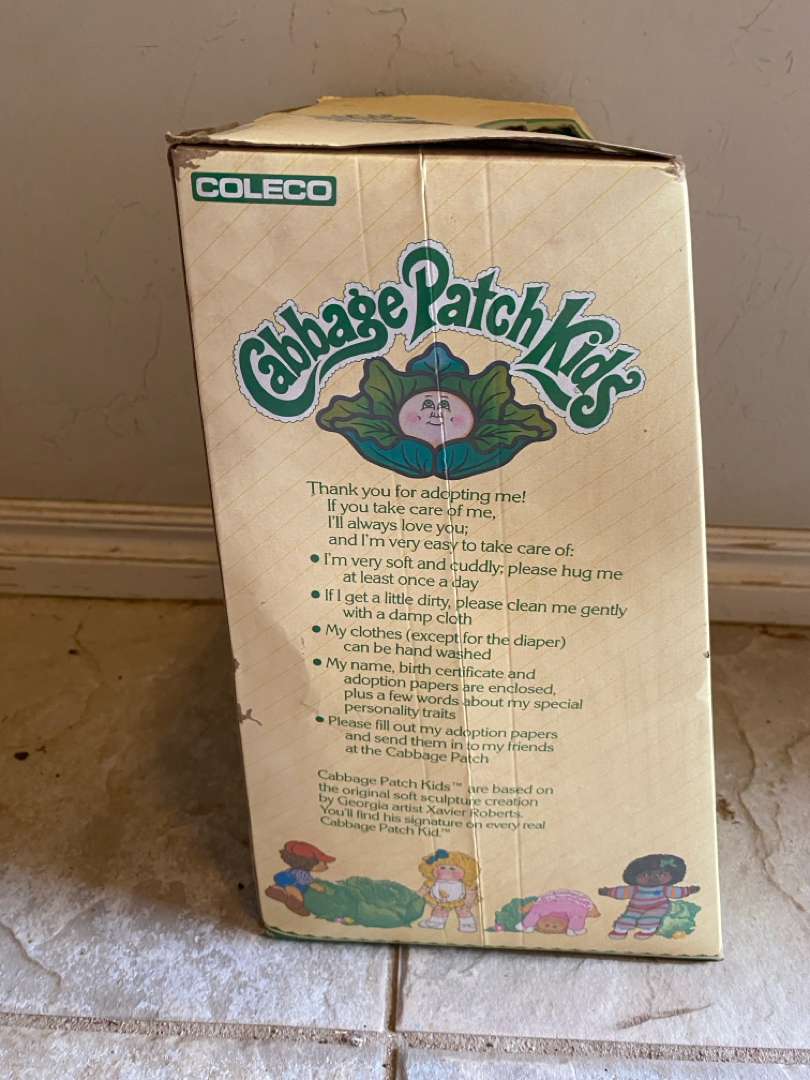 COLECO
Cabbage Patch Kids
Thank you for adopting me!
If you take care of me,
I'll always love you;
and I'm very easy to take care of:
• I'm very soft and cuddly; please hug me
at least once a day
• If I get a little dirty, please clean me gently
with a damp cloth
• My clothes (except for the diaper)
can be hand washed
• My name, birth certificate and
adoption papers are enclosed,
plus a few words about my special
personality traits
• Please fill out my adoption papers
and send them in to my friends
at the Cabbage Patch
Cabbage Patch Kids™ are based on
the original soft sculpture creation
by Georgia artist Xavier Roberts.
You'll find his signature on every real
Cabbage Patch Kid.™